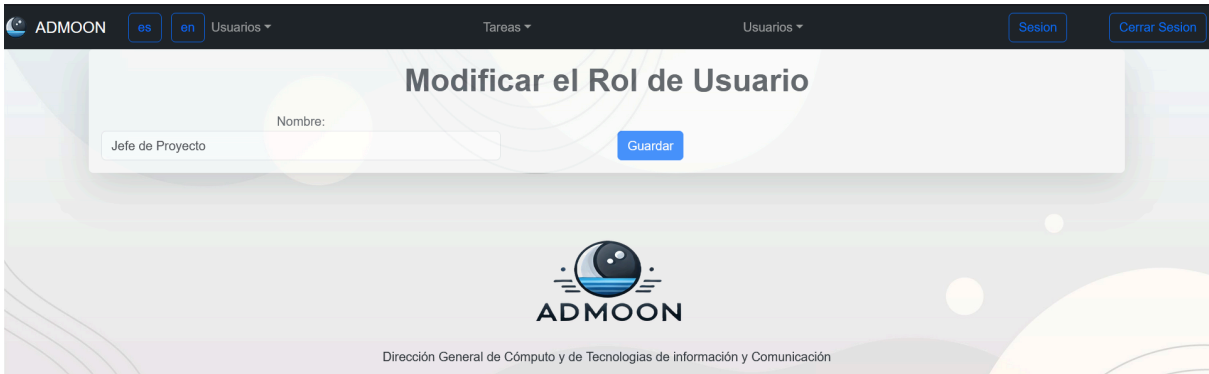 ADMOON es en Usuarios Tareas Usuarios Sesion Cerrar Sesion
Modificar el Rol de Usuario
Nombre:
Jefe de Proyecto Guardar
ADMOON
Dirección General de Cómputo y de Tecnologias de información y Comunicación